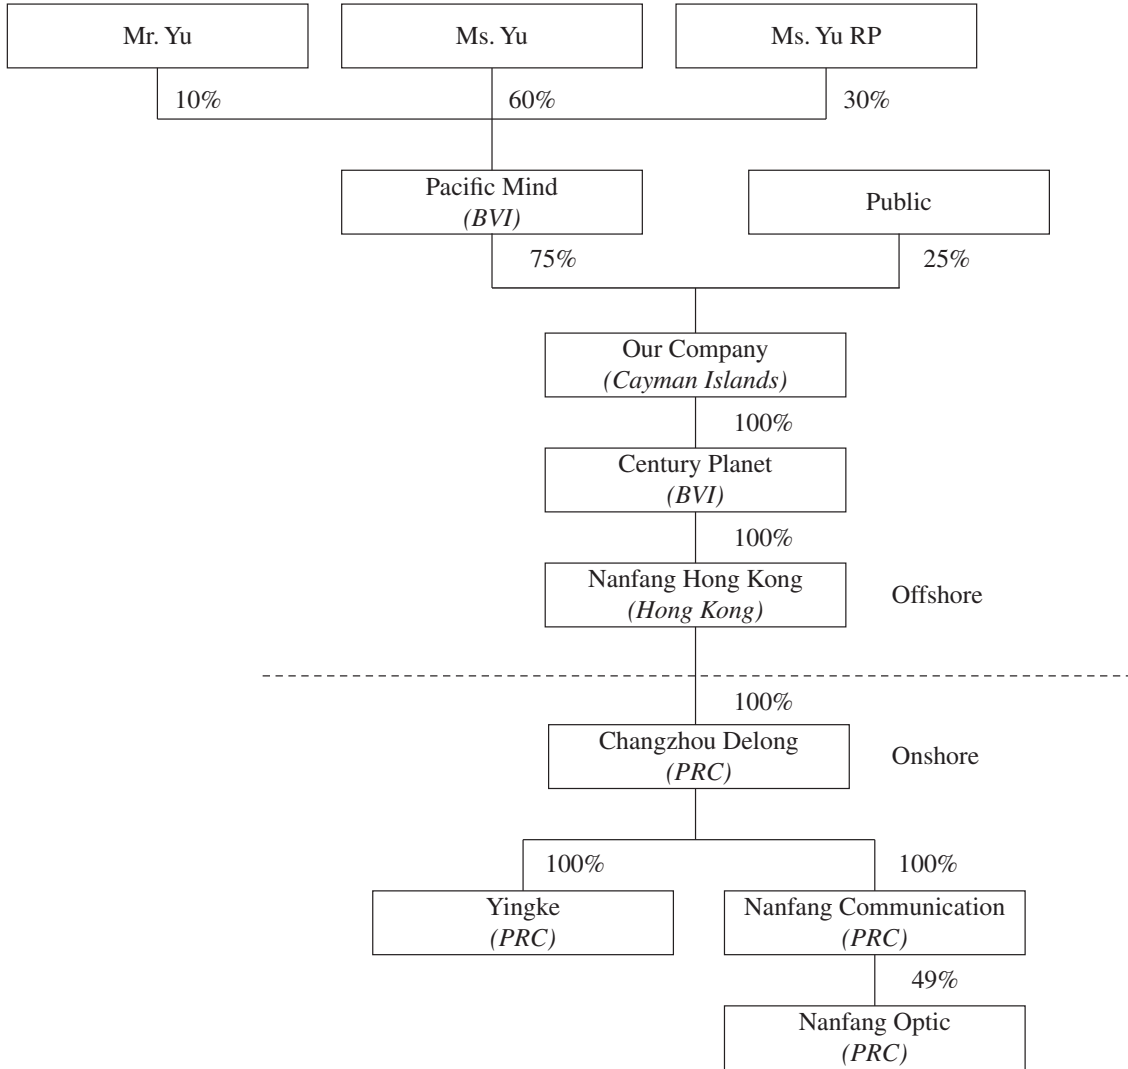 Mr. Yu
Ms. Yu
Ms. Yu RP
10%
60%
30%
Pacific Mind
(BVI)
Public
75%
25%
Our Company
(Cayman Islands)
100%
Century Planet
(BVI)
100%
Nanfang Hong Kong
(Hong Kong)
Offshore
100%
Changzhou Delong
(PRC)
Onshore
100%
100%
Yingke
(PRC)
Nanfang Communication
(PRC)
49%
Nanfang Optic
(PRC)